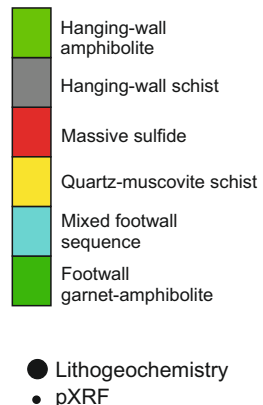 Hanging-wall
amphibolite
Hanging-wall schist
Massive sulfide
Quartz-muscovite schist
Mixed footwall
sequence
Footwall
garnet-amphibolite
Lithogeochemistry
pXRF